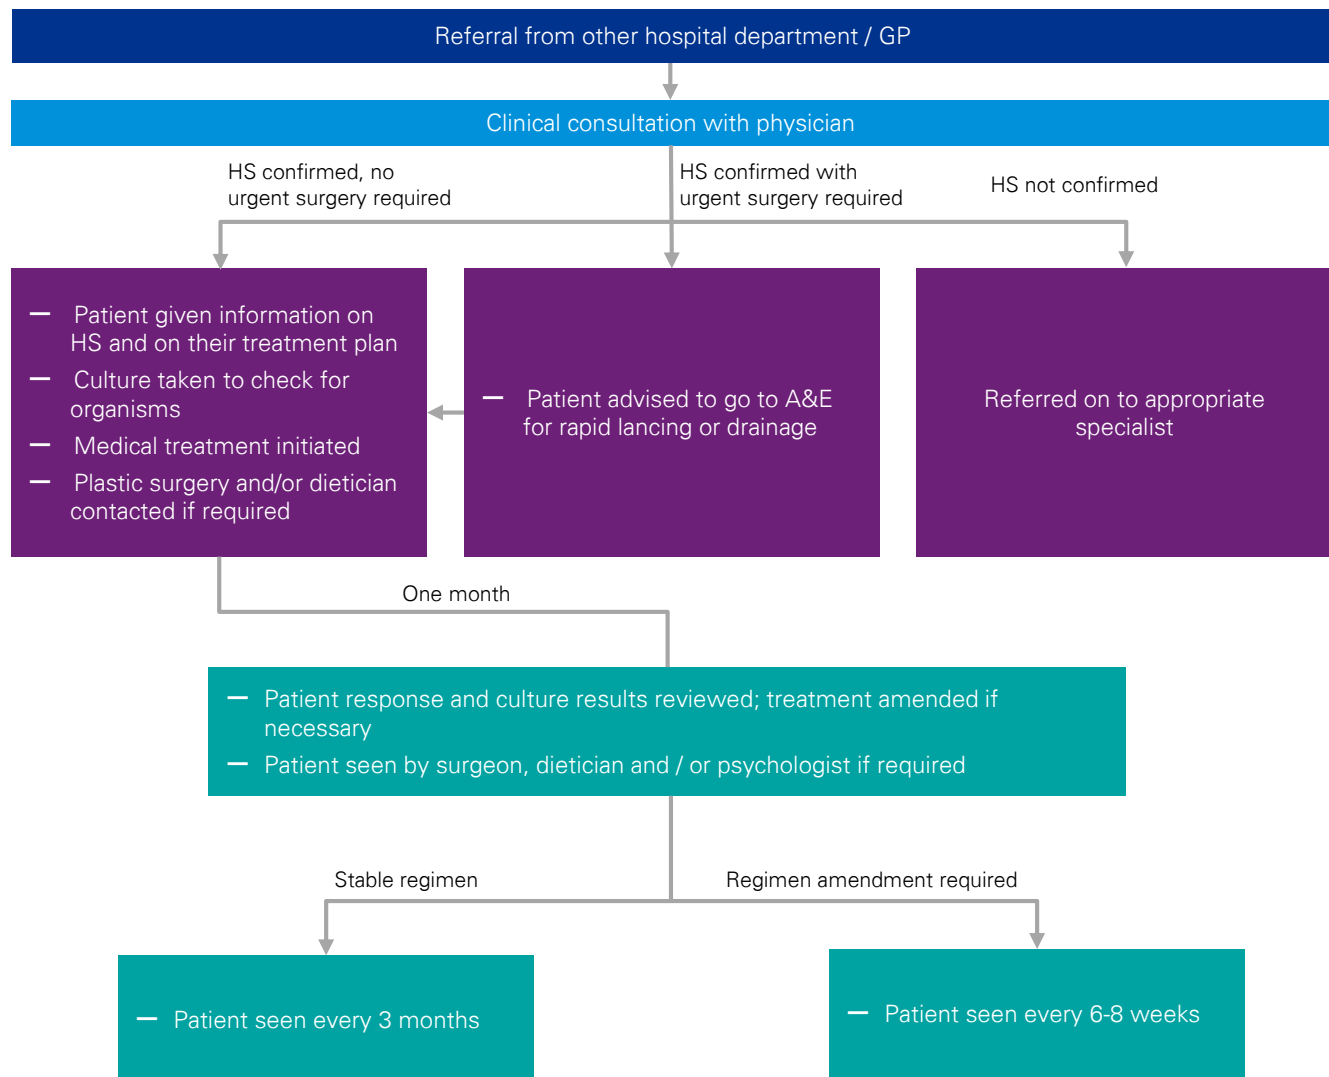 Referral from other hospital department / GP
Clinical consultation with physician
HS confirmed, no
urgent surgery required
HS confirmed with
urgent surgery required
HS not confirmed
— Patient given information on
HS and on their treatment plan
— Culture taken to check for
organisms
— Medical treatment initiated
— Plastic surgery and/or dietician
contacted if required
— Patient advised to go to A&E
for rapid lancing or drainage
Referred on to appropriate
specialist
One month
— Patient response and culture results reviewed; treatment amended if
necessary
— Patient seen by surgeon, dietician and / or psychologist if required
Stable regimen
Regimen amendment required
— Patient seen every 3 months
— Patient seen every 6-8 weeks